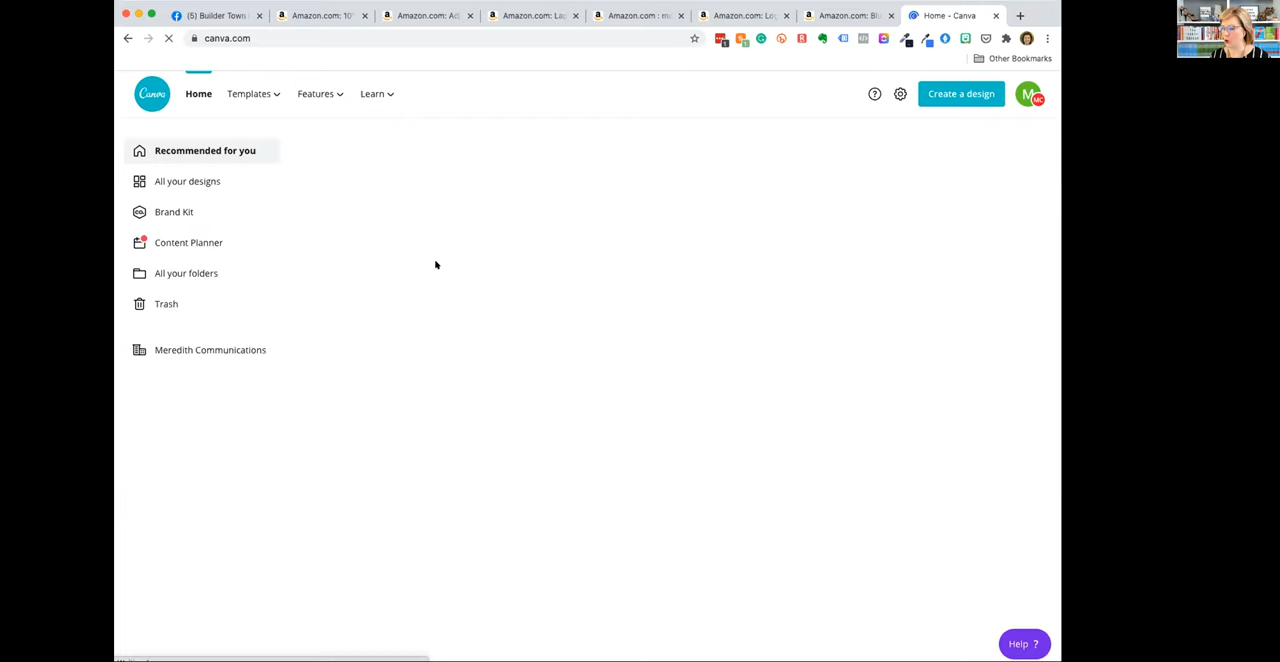 (5) Builder Town
Amazon.com: 10"
Amazon.com: Ad
Amazon.com: La
Amazon.com : m
Amazon.com: Lo
Amazon.com: Bl
Home - Canva
canva.com
Other Bookmarks
Canva
Home
Templates
Features
Learn
Create a design
M
MC
Recommended for you
All your designs
co.
Brand Kit
Content Planner
All your folders
Trash
Meredith Communications
Help ?